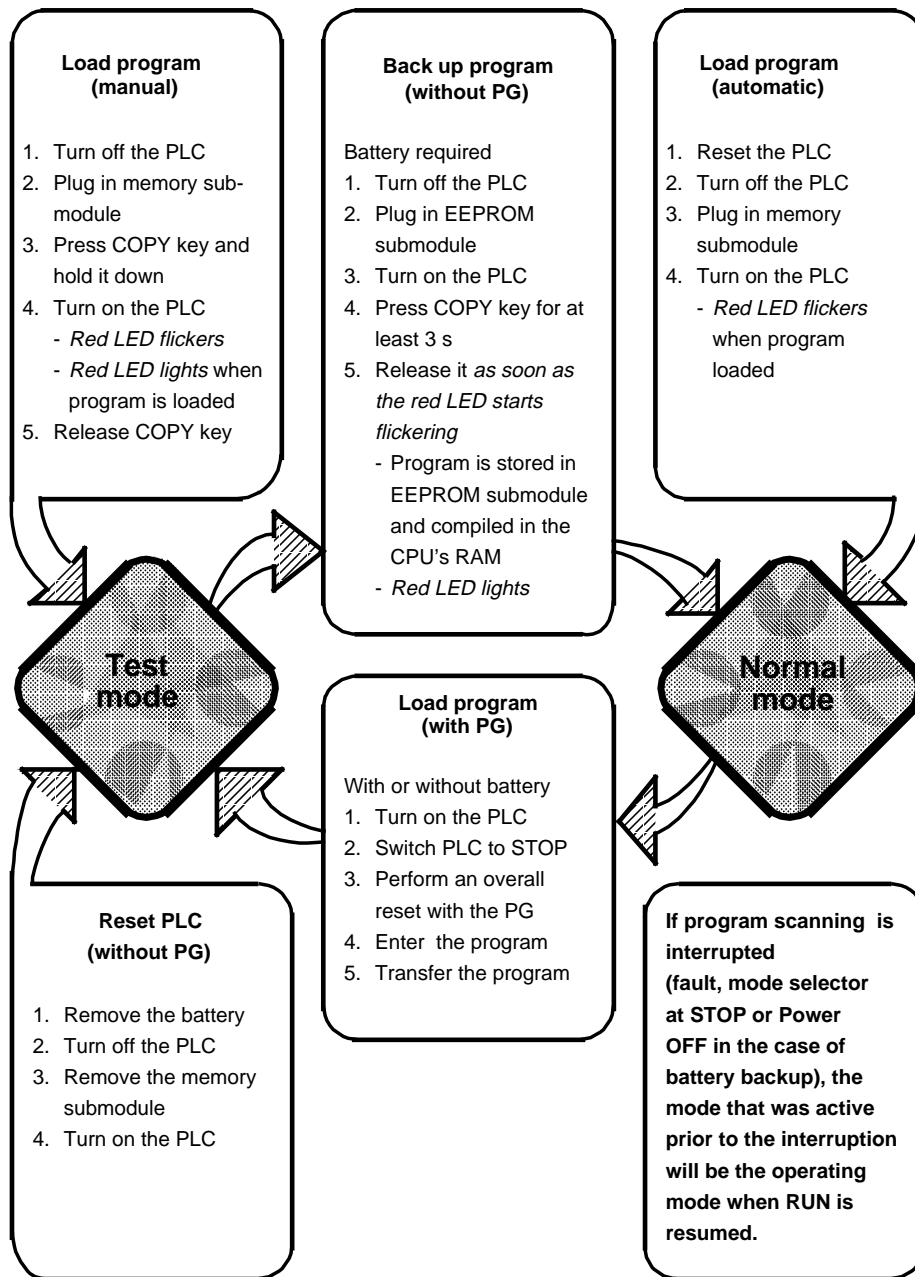 Load program
(manual)
1. Turn off the PLC
2. Plug in memory sub-
module
3. Press COPY key and
hold it down
4. Turn on the PLC
- Red LED flickers
- Red LED lights when
program is loaded
5. Release COPY key
Back up program
(without PG)
Battery required
1. Turn off the PLC
2. Plug in EEPROM
submodule
3. Turn on the PLC
4. Press COPY key for at
least 3 s
5. Release it as soon as
the red LED starts
flickering
- Program is stored in
EEPROM submodule
and compiled in the
CPU's RAM
- Red LED lights
Load program
(automatic)
1. Reset the PLC
2. Turn off the PLC
3. Plug in memory
submodule
4. Turn on the PLC
- Red LED flickers
when program
loaded
Test
mode
Normal
mode
Load program
(with PG)
With or without battery
1. Turn on the PLC
2. Switch PLC to STOP
3. Perform an overall
reset with the PG
4. Enter the program
5. Transfer the program
Reset PLC
(without PG)
1. Remove the battery
2. Turn off the PLC
3. Remove the memory
submodule
4. Turn on the PLC
If program scanning is
interrupted
(fault, mode selector
at STOP or Power
OFF in the case of
battery backup), the
mode that was active
prior to the interruption
will be the operating
mode when RUN is
resumed.